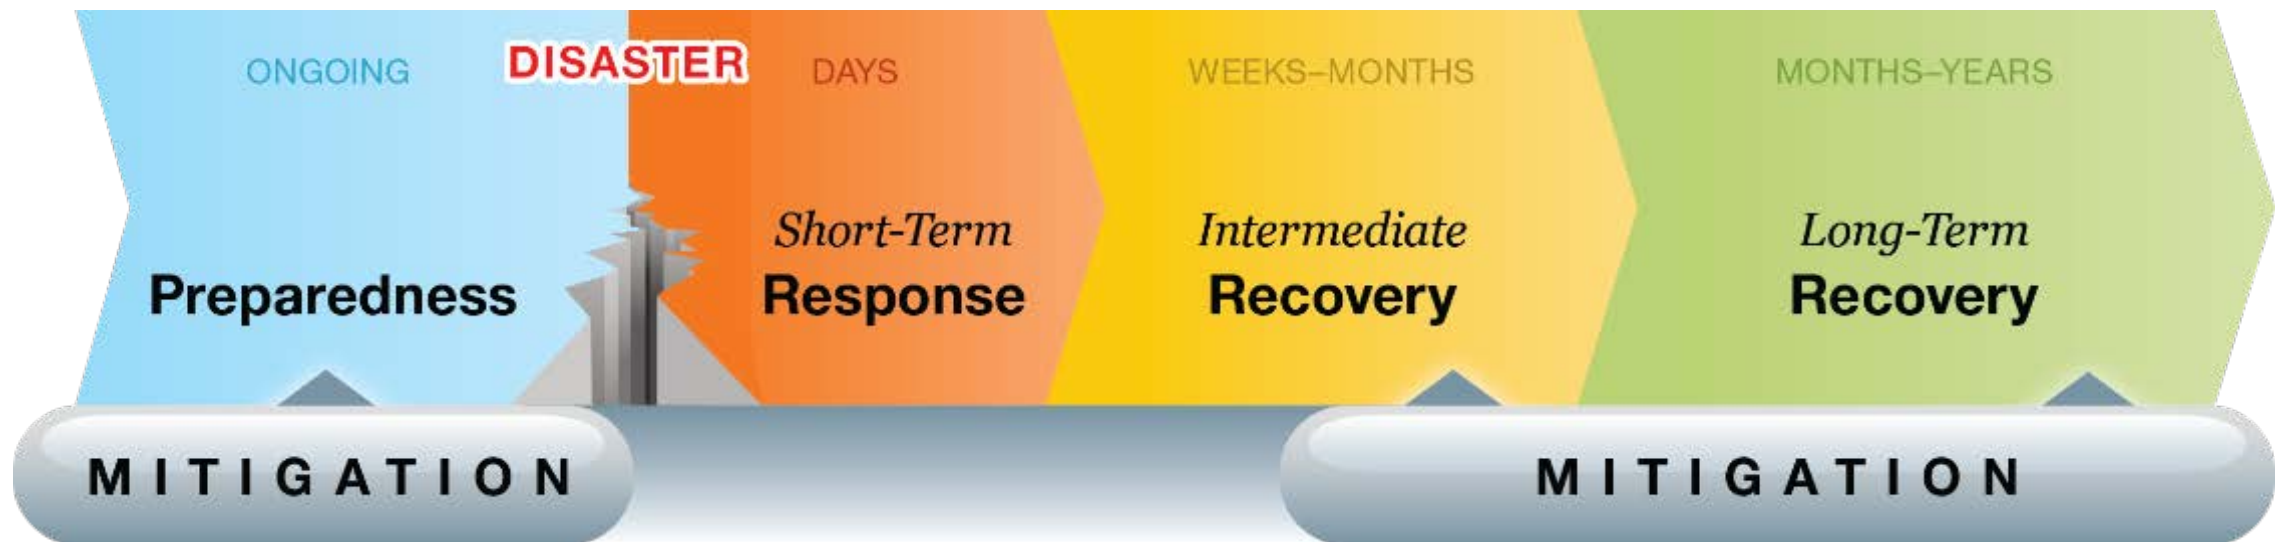 ONGOING
DISASTER
DAYS
WEEKS–MONTHS
MONTHS–YEARS
Preparedness
Short-Term
Response
Intermediate
Recovery
Long-Term
Recovery
MITIGATION
MITIGATION